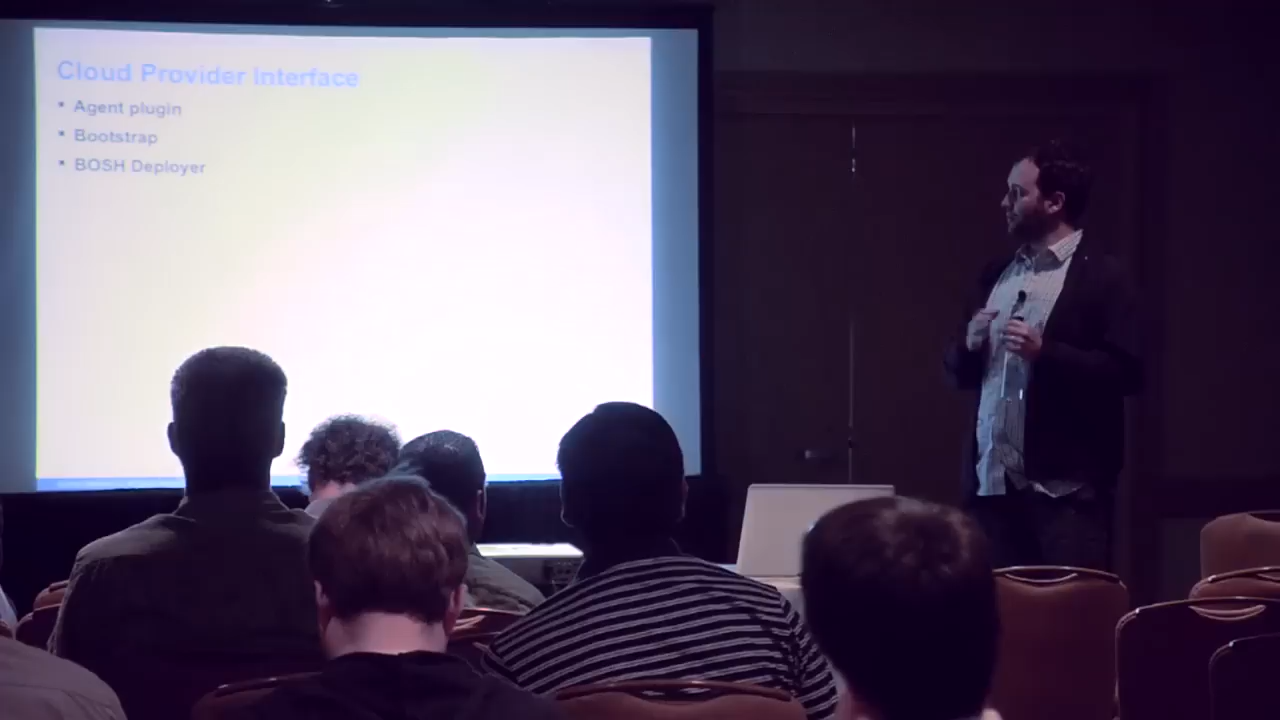 Cloud Provider Interface
▪ Agent plugin
▪ Bootstrap
▪ BOSH Deployer